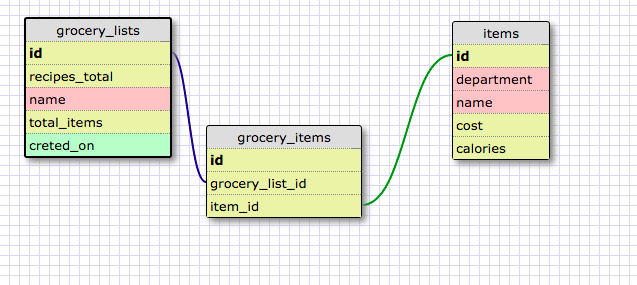 grocery_lists
id
recipes_total
name
total_items
creted_on
grocery_items
id
grocery_list_id
item_id
items
id
department
name
cost
calories